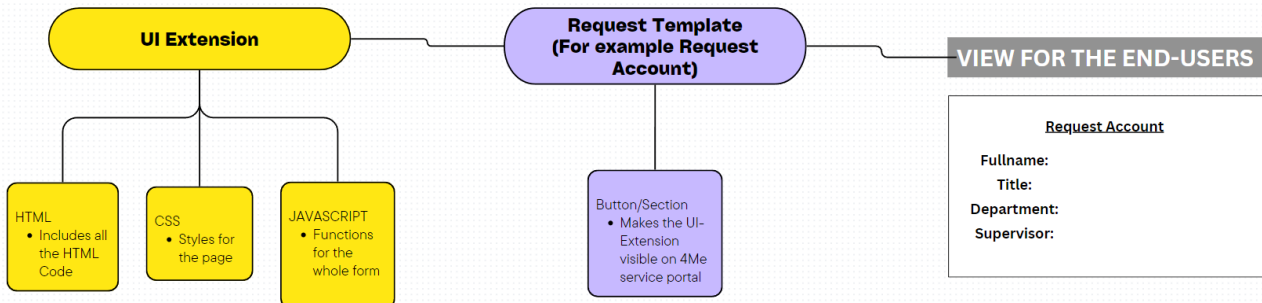 UI Extension
Request Template
(For example Request
Account)
VIEW FOR THE END-USERS
HTML
• Includes all
the HTML
Code
CSS
• Styles for
the page
JAVASCRIPT
• Functions
for the
whole form
Button/Section
• Makes the UI-
Extension
visible on 4Me
service portal
Request Account
Fullname:
Title:
Department:
Supervisor: